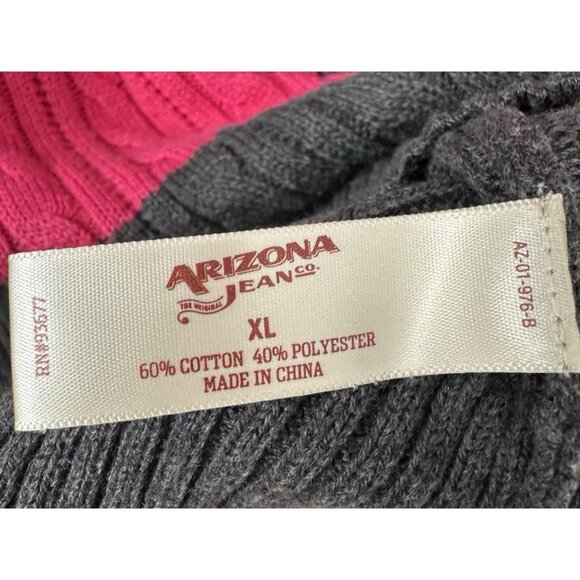 ARIZONA
THE ORIGINAL JEAN CO.
XL
60% COTTON 40% POLYESTER
MADE IN CHINA
RN#93677
AZ-01-976-B